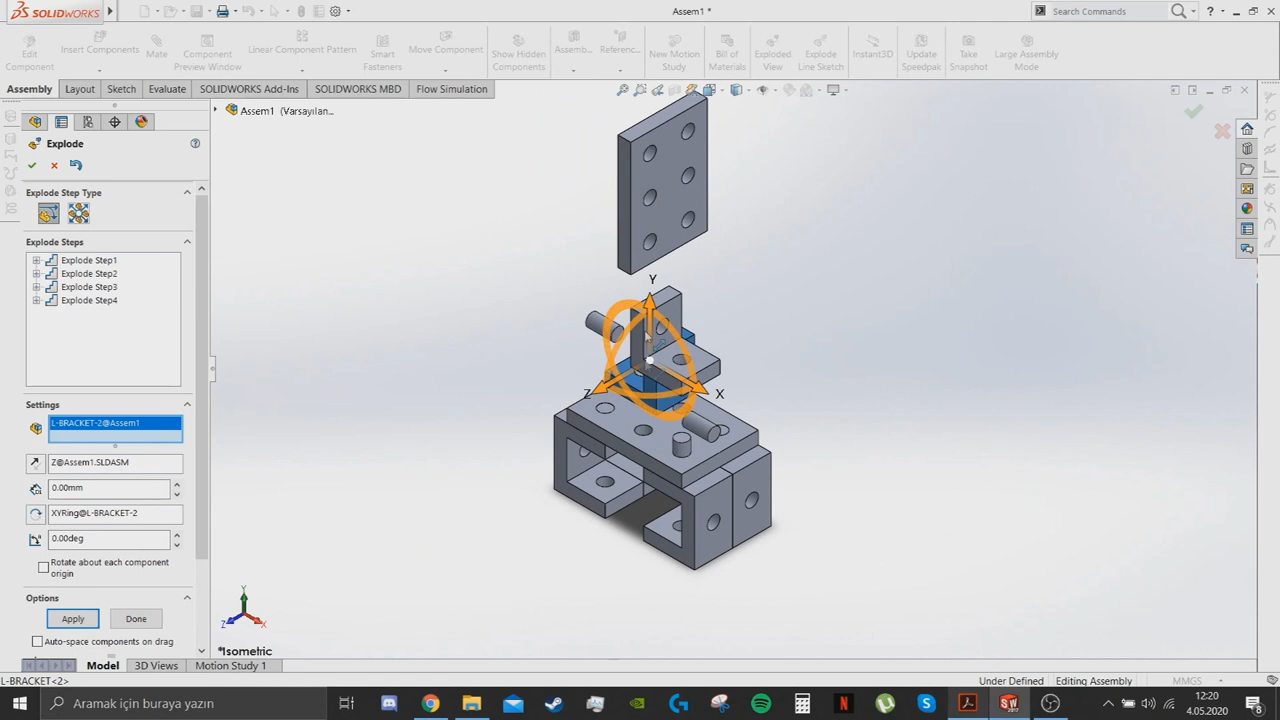 SOLIDWORKS
Assem1 *
Search Commands
Edit Component
Insert Components
Mate
Component Preview Window
Linear Component Pattern
Smart Fasteners
Move Component
Show Hidden Components
Assemb...
Referenc...
New Motion Study
Bill of Materials
Exploded View
Explode Line Sketch
Instant3D
Update Speedpak
Take Snapshot
Large Assembly Mode
Assembly
Layout
Sketch
Evaluate
SOLIDWORKS Add-Ins
SOLIDWORKS MBD
Flow Simulation
Assem1 (Varsayılan...
Explode
Explode Step Type
Explode Steps
Explode Step1
Explode Step2
Explode Step3
Explode Step4
Settings
L-BRACKET-2@Assem1
Z@Assem1.SLDASM
0.00mm
XYRing@L-BRACKET-2
0.00deg
Rotate about each component
origin
Options
Apply
Done
Auto-space components on drag
Y
Z
X
Y
Z
X
*Isometric
Model
3D Views
Motion Study 1
L-BRACKET<2>
Under Defined
Editing Assembly
MMGS
Aramak için buraya yazın
12:20
4.05.2020
8